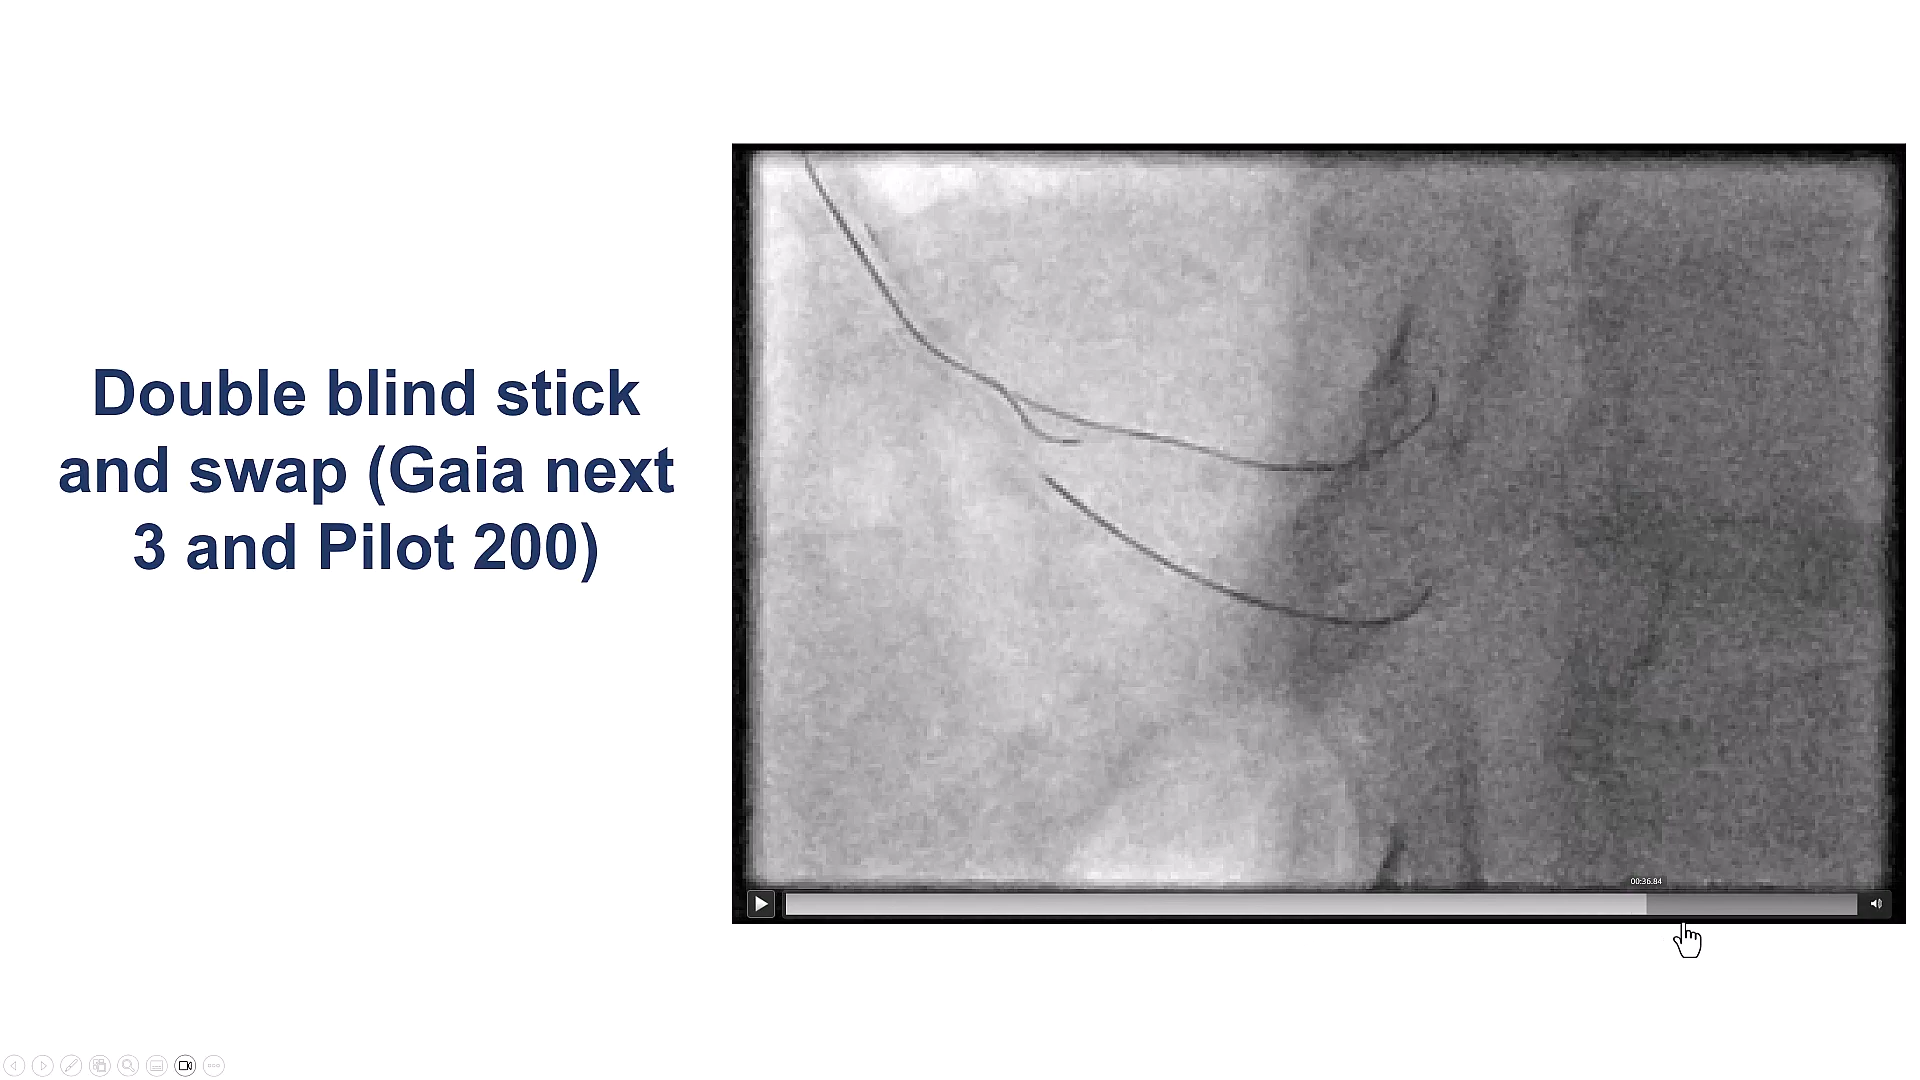 Double blind stick
and swap (Gaia next
3 and Pilot 200)
00:36.84